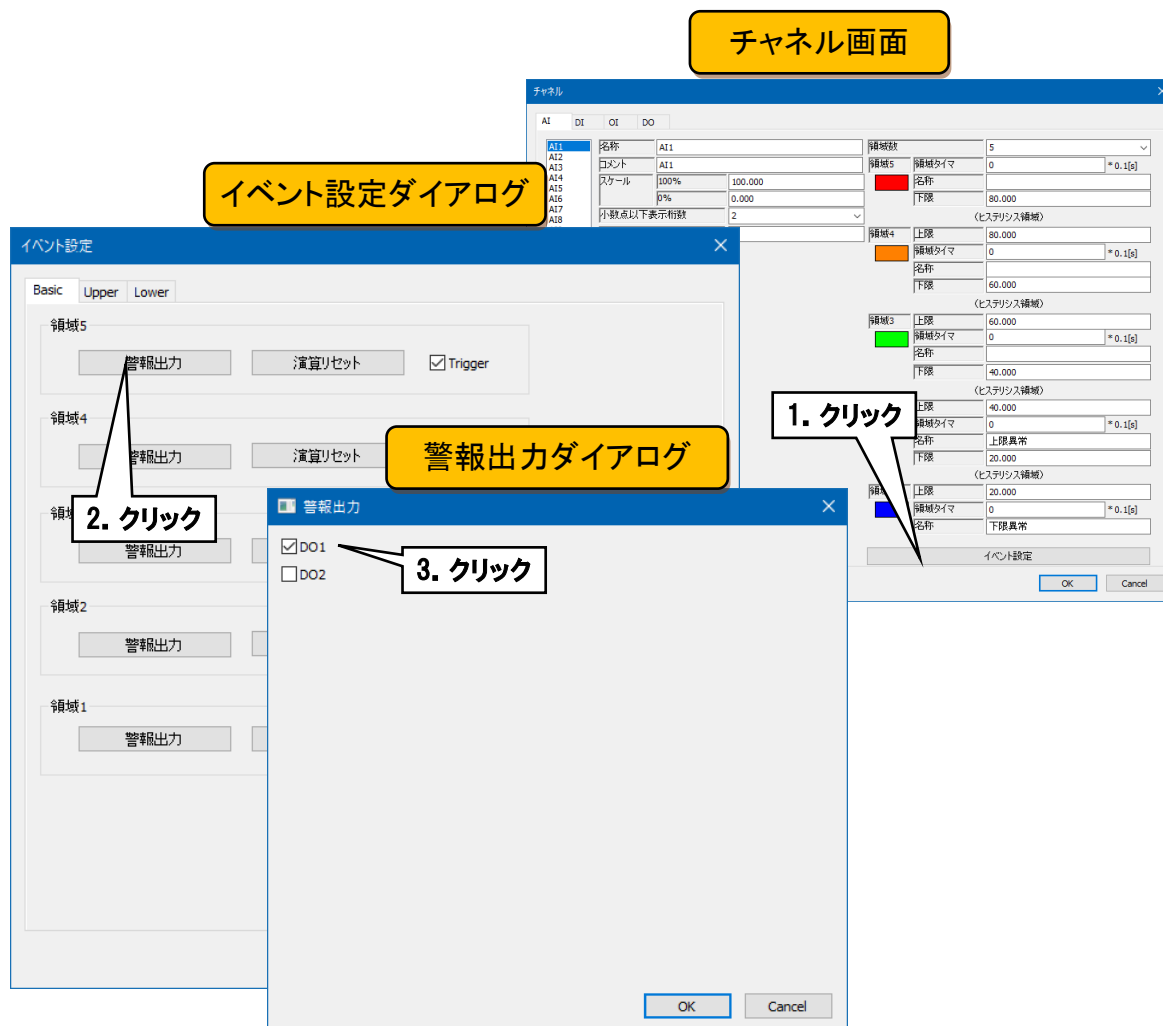 チャネル画面
チャネル
AI DI OI DO
AI1
AI2
AI3
AI4
AI5
AI6
AI7
AI8
名称 AI1
コメント AI1
スケール 100% 100.000
0% 0.000
小数点以下表示桁数 2
領域数 5
領域5 領域タイマ 0 * 0.1[s]
名称
下限 80.000
(ヒステリシス領域)
領域4 上限 80.000
領域タイマ 0 * 0.1[s]
名称
下限 60.000
(ヒステリシス領域)
領域3 上限 60.000
領域タイマ 0 * 0.1[s]
名称
下限 40.000
(ヒステリシス領域)
上限 40.000
領域タイマ 0 * 0.1[s]
名称 上限異常
下限 20.000
(ヒステリシス領域)
上限 20.000
領域タイマ 0 * 0.1[s]
名称 下限異常
イベント設定
OK Cancel
1. クリック
イベント設定ダイアログ
イベント設定
Basic Upper Lower
領域5
警報出力 演算リセット Trigger
領域4
警報出力 演算リセット
警報出力
領域2
警報出力
領域1
警報出力
2. クリック
警報出力ダイアログ
警報出力
DO1
DO2
3. クリック
OK Cancel